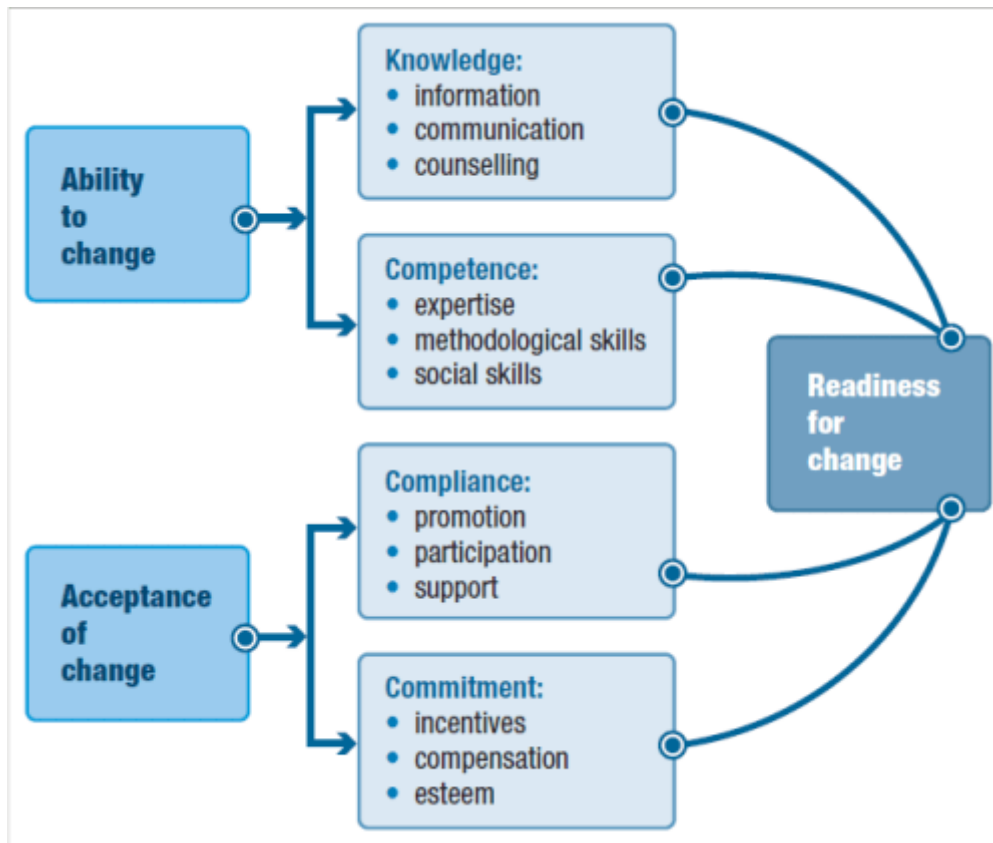 Ability
to
change
Knowledge:
• information
• communication
• counselling
Competence:
• expertise
• methodological skills
• social skills
Acceptance
of
change
Compliance:
• promotion
• participation
• support
Commitment:
• incentives
• compensation
• esteem
Readiness
for
change